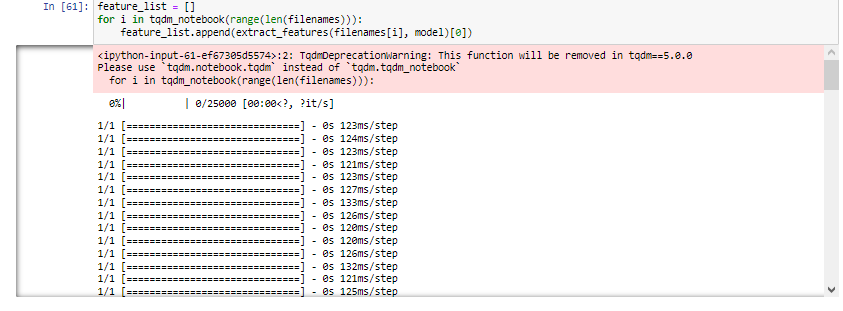 In [61]: feature_list = []
for i in tqdm_notebook(range(len(filenames))):
    feature_list.append(extract_features(filenames[i], model)[0])
<ipython-input-61-ef67305d5574>:2: TqdmDeprecationWarning: This function will be removed in tqdm==5.0.0
Please use `tqdm.notebook.tqdm` instead of `tqdm.tqdm_notebook`
  for i in tqdm_notebook(range(len(filenames))):
0%| | 0/25000 [00:00<?, ?it/s]
1/1 [==============================] - 0s 123ms/step
1/1 [==============================] - 0s 124ms/step
1/1 [==============================] - 0s 123ms/step
1/1 [==============================] - 0s 121ms/step
1/1 [==============================] - 0s 123ms/step
1/1 [==============================] - 0s 127ms/step
1/1 [==============================] - 0s 133ms/step
1/1 [==============================] - 0s 126ms/step
1/1 [==============================] - 0s 120ms/step
1/1 [==============================] - 0s 120ms/step
1/1 [==============================] - 0s 126ms/step
1/1 [==============================] - 0s 132ms/step
1/1 [==============================] - 0s 121ms/step
1/1 [==============================] - 0s 125ms/step